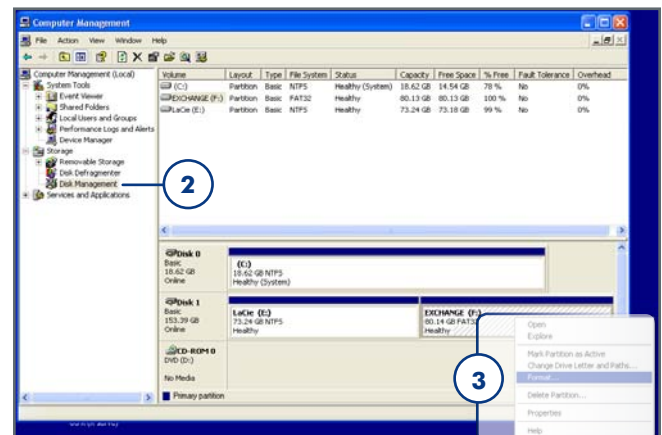 Computer Management
File Action View Window Help
Computer Management (Local)
System Tools
Event Viewer
Shared Folders
Local Users and Groups
Performance Logs and Alerts
Device Manager
Storage
Removable Storage
Disk Defragmenter
Disk Management
Services and Applications
2
Volume Layout Type File System Status Capacity Free Space % Free Fault Tolerance Overhead
(C:) Partition Basic NTFS Healthy (System) 18.62 GB 14.54 GB 78 % No 0%
EXCHANGE (F:) Partition Basic FAT32 Healthy 80.13 GB 80.13 GB 100 % No 0%
LaCie (E:) Partition Basic NTFS Healthy 73.24 GB 73.18 GB 99 % No 0%
Disk 0
Basic
18.62 GB
Online
(C:)
18.62 GB NTFS
Healthy (System)
Disk 1
Basic
153.39 GB
Online
LaCie (E:)
73.24 GB NTFS
Healthy
EXCHANGE (F:)
80.14 GB FAT32
Healthy
CD-ROM 0
DVD (D:)
No Media
Primary partition
3
Open
Explore
Mark Partition as Active
Change Drive Letter and Paths...
Format...
Delete Partition...
Properties
Help